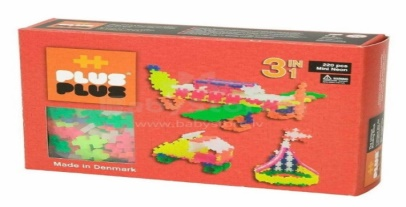 PLUS
PLUS
3 IN 1
220 pcs
Mini Neon
Made in Denmark